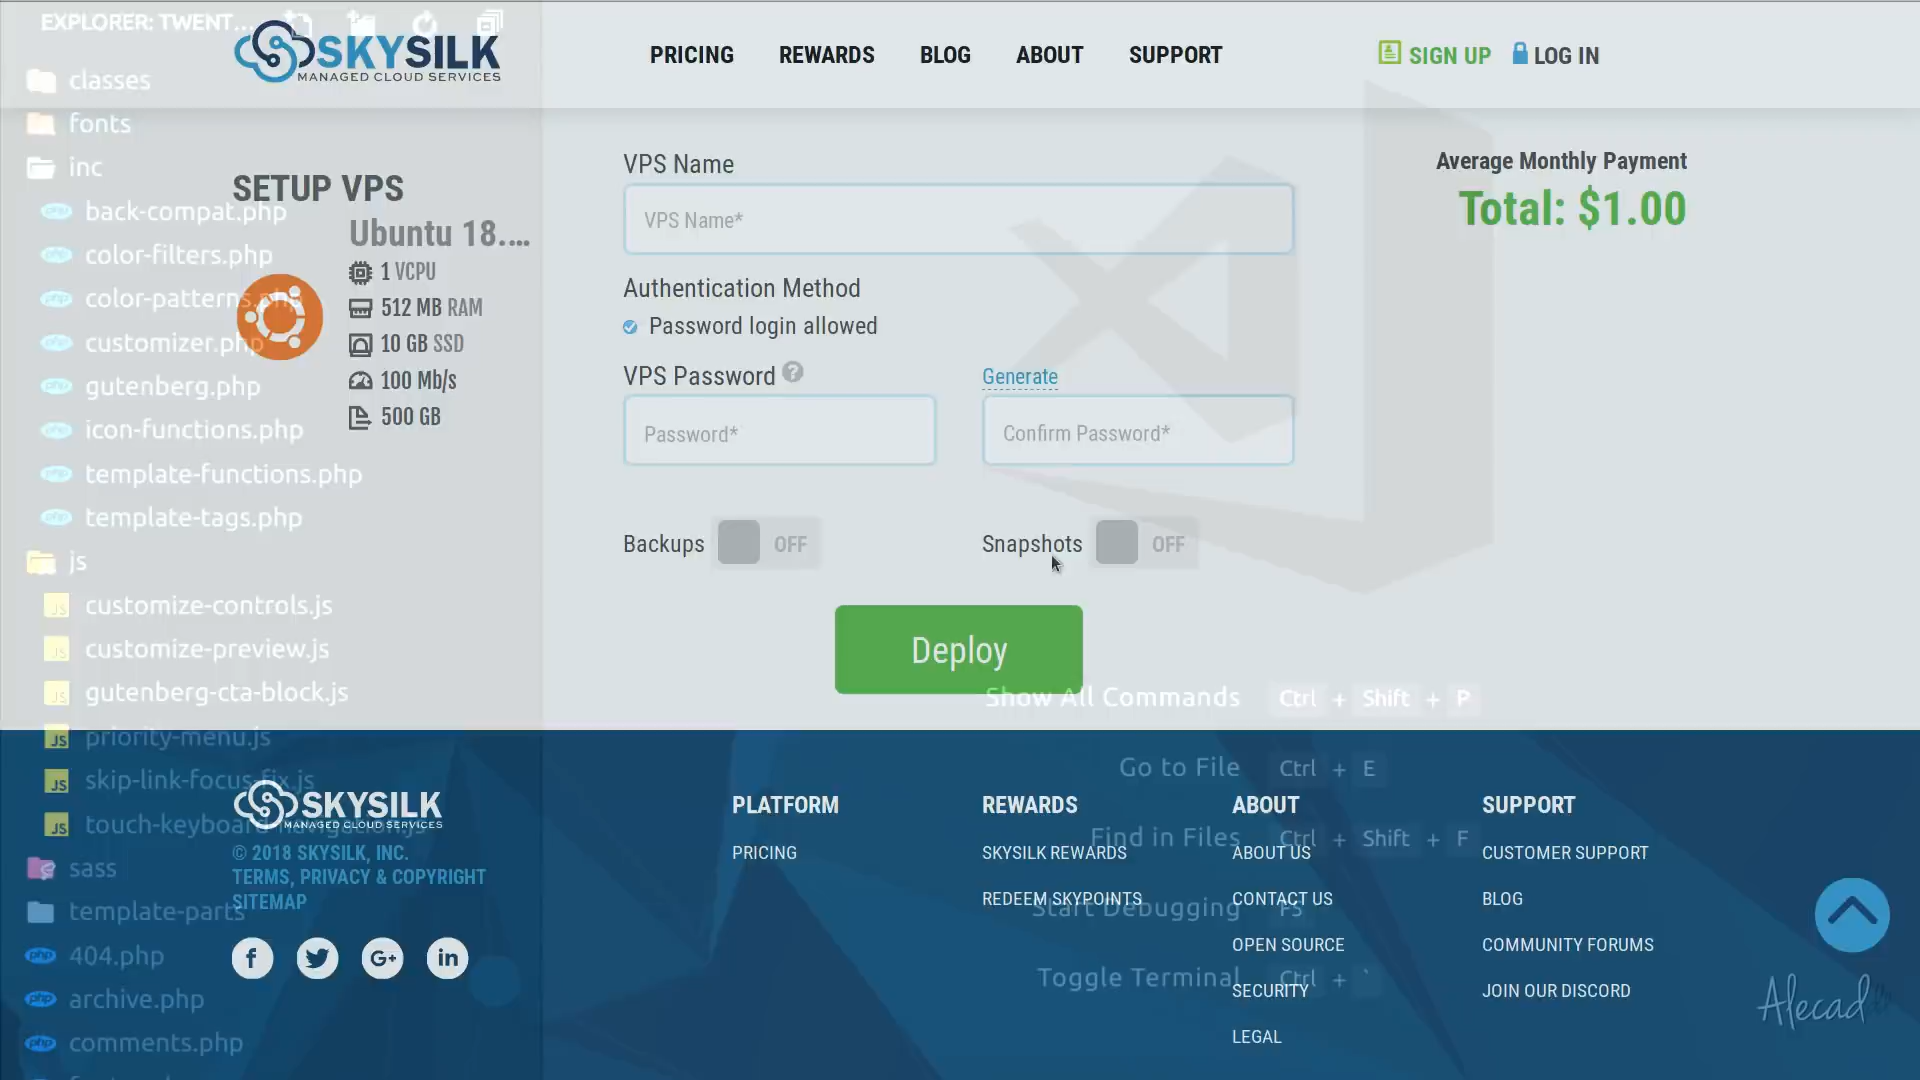 EXPLORER: TWENT...
classes
fonts
inc
back-compat.php
color-filters.php
color-patterns.php
customizer.php
gutenberg.php
icon-functions.php
template-functions.php
template-tags.php
js
customize-controls.js
customize-preview.js
gutenberg-cta-block.js
priority-menu.js
skip-link-focus-fix.js
touch-keyboard-navigation.js
sass
template-parts
404.php
archive.php
comments.php
SKYSILK
MANAGED CLOUD SERVICES
PRICING REWARDS BLOG ABOUT SUPPORT
SIGN UP LOG IN
SETUP VPS
Ubuntu 18....
1 VCPU
512 MB RAM
10 GB SSD
100 Mb/s
500 GB
VPS Name
VPS Name*
Authentication Method
Password login allowed
VPS Password ?
Generate
Password*
Confirm Password*
Backups OFF
Snapshots OFF
Deploy
Average Monthly Payment
Total: $1.00
Show All Commands Ctrl + Shift + P
Go to File Ctrl + E
Find in Files Ctrl + Shift + F
Start Debugging F5
Toggle Terminal Ctrl + `
SKYSILK
MANAGED CLOUD SERVICES
© 2018 SKYSILK, INC.
TERMS, PRIVACY & COPYRIGHT
SITEMAP
f G+ in
PLATFORM
PRICING
REWARDS
SKYSILK REWARDS
REDEEM SKYPOINTS
ABOUT
ABOUT US
CONTACT US
OPEN SOURCE
SECURITY
LEGAL
SUPPORT
CUSTOMER SUPPORT
BLOG
COMMUNITY FORUMS
JOIN OUR DISCORD
Alecad